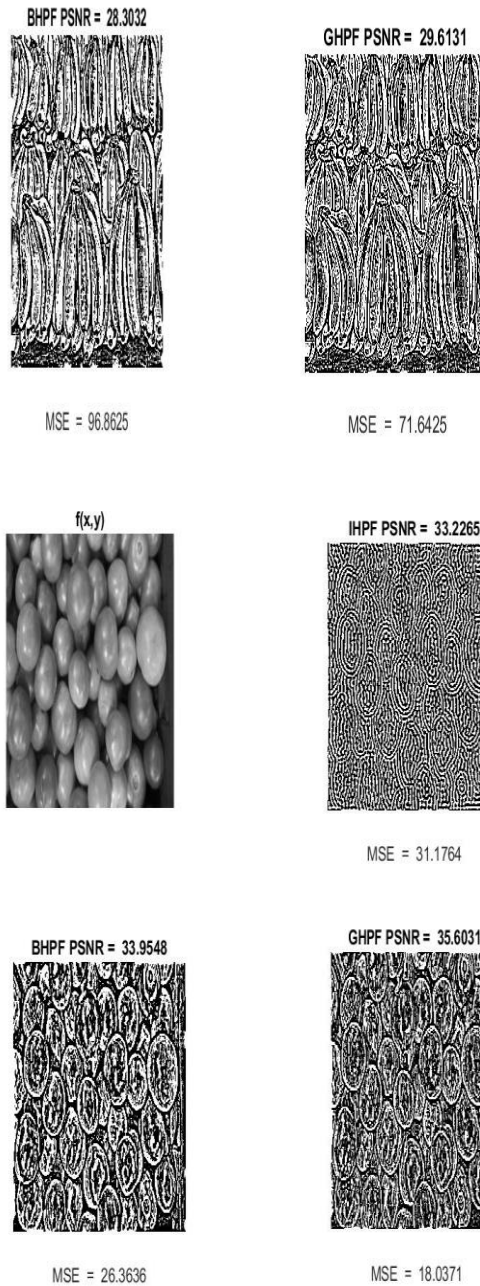 BHPF PSNR = 28.3032
GHPF PSNR = 29.6131
MSE = 96.8625
MSE = 71.6425
f(x,y)
IHPF PSNR = 33.2265
MSE = 31.1764
BHPF PSNR = 33.9548
GHPF PSNR = 35.6031
MSE = 26.3636
MSE = 18.0371